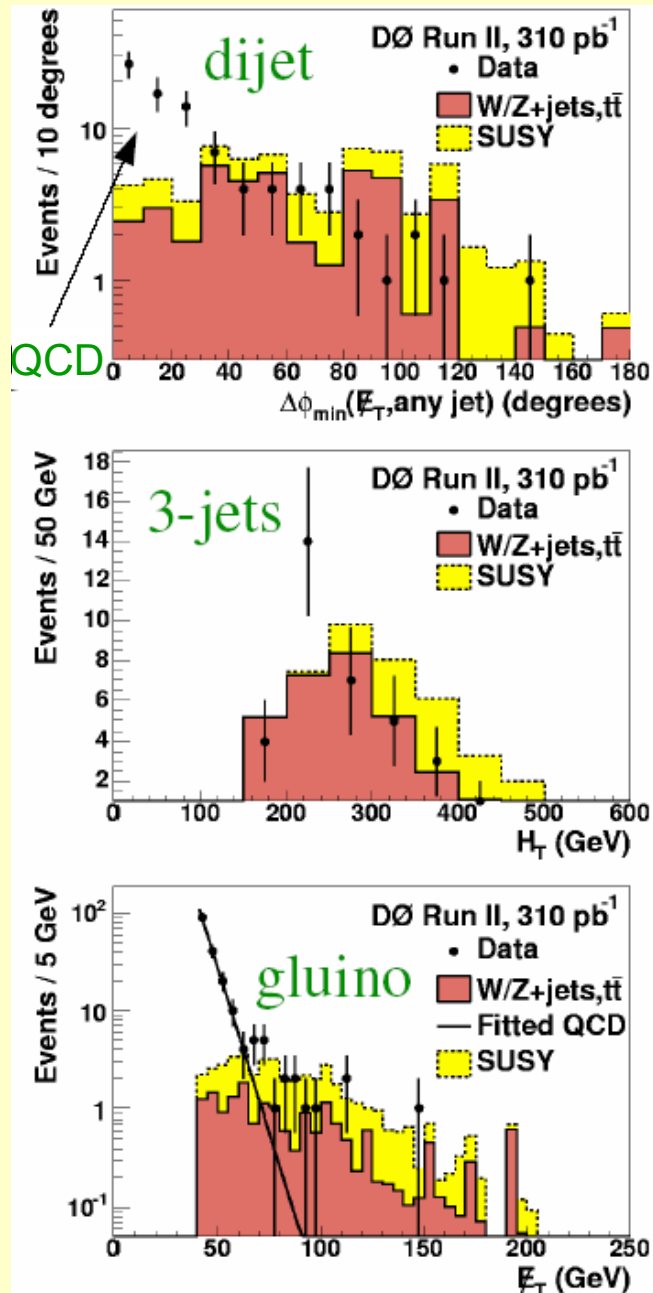 dijet
DØ Run II, 310 pb⁻¹
Data
W/Z+jets,tt̄
SUSY
Events / 10 degrees
10
1
QCD
0 20 40 60 80 100 120 140 160 180
Δϕmin(E̸T,any jet) (degrees)
3-jets
DØ Run II, 310 pb⁻¹
Data
W/Z+jets,tt̄
SUSY
Events / 50 GeV
18
16
14
12
10
8
6
4
2
0 100 200 300 400 500 600
HT (GeV)
gluino
DØ Run II, 310 pb⁻¹
Data
W/Z+jets,tt̄
Fitted QCD
SUSY
Events / 5 GeV
10²
10
1
10⁻¹
0 50 100 150 200 250
E̸T (GeV)